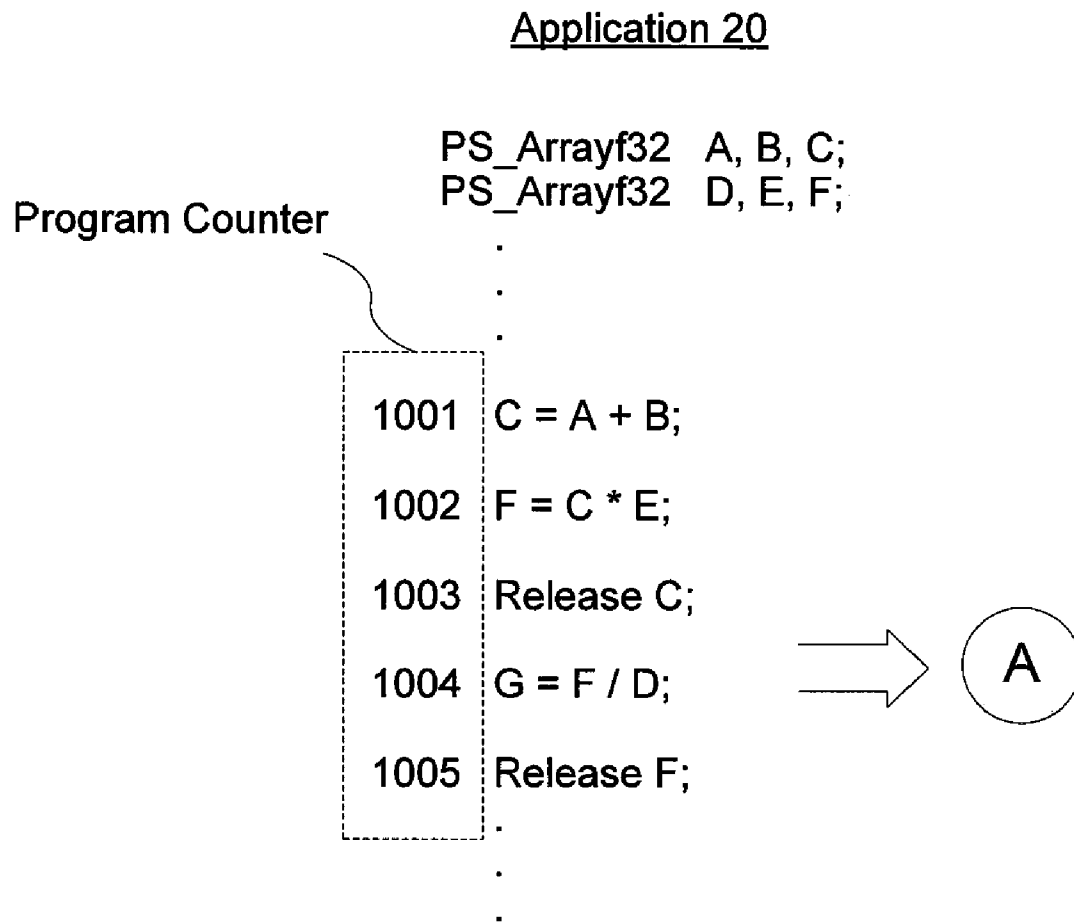 Application 20
PS_Arrayf32 A, B, C;
PS_Arrayf32 D, E, F;
Program Counter
.
.
.
1001 C = A + B;
1002 F = C * E;
1003 Release C;
1004 G = F / D;
A
1005 Release F;
.
.
.